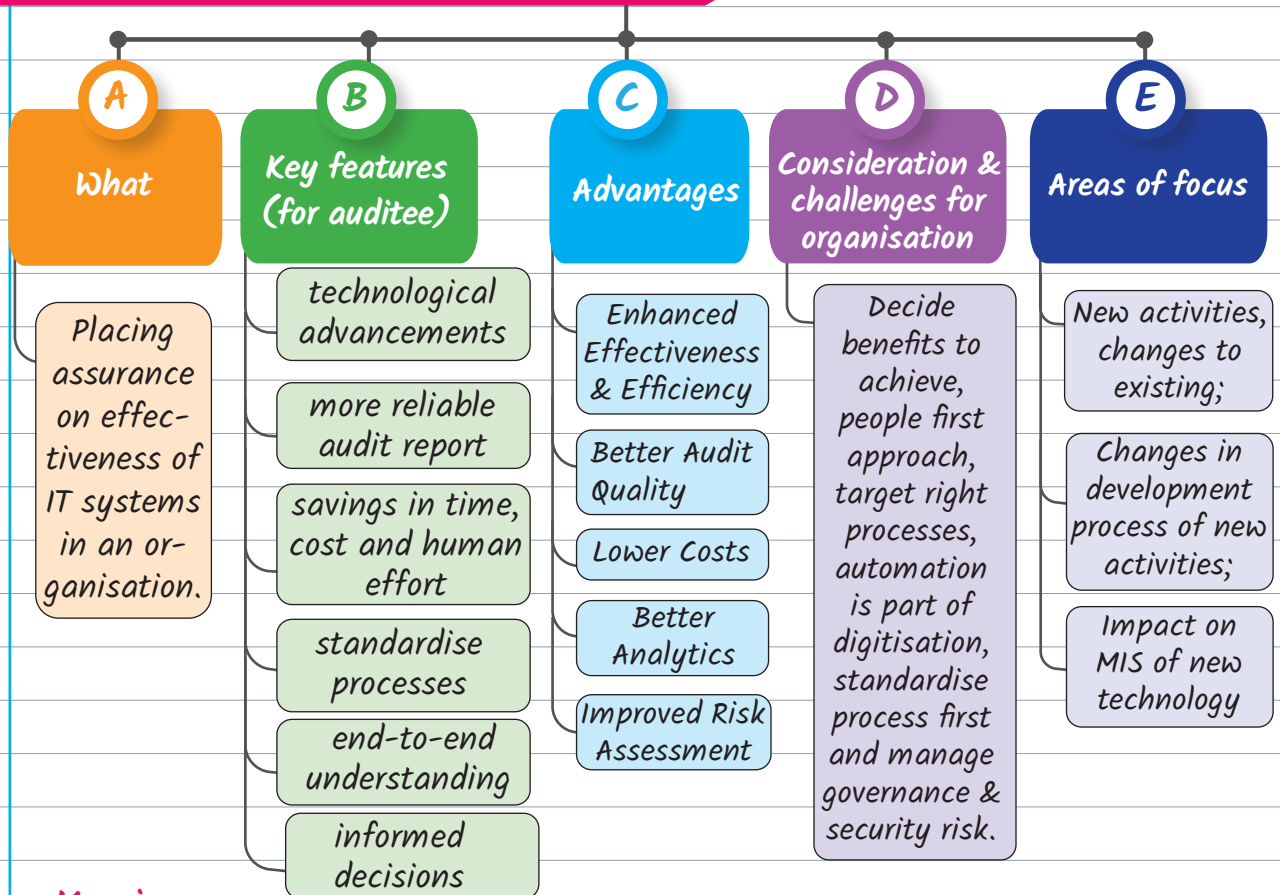 A
What
Placing
assurance
on effec-
tiveness of
IT systems
in an or-
ganisation.
B
Key features
(for auditee)
technological
advancements
more reliable
audit report
savings in time,
cost and human
effort
standardise
processes
end-to-end
understanding
informed
decisions
C
Advantages
Enhanced
Effectiveness
& Efficiency
Better Audit
Quality
Lower Costs
Better
Analytics
Improved Risk
Assessment
D
Consideration &
challenges for
organisation
Decide
benefits to
achieve,
people first
approach,
target right
processes,
automation
is part of
digitisation,
standardise
process first
and manage
governance &
security risk.
E
Areas of focus
New activities,
changes to
existing;
Changes in
development
process of new
activities;
Impact on
MIS of new
technology